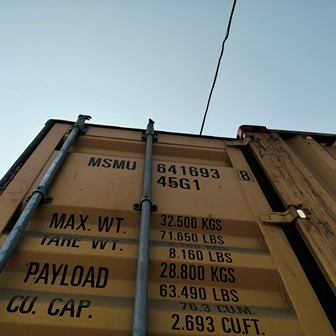 MSMU 641693 8
45G1
MAX. WT. 32.500 KGS
71.650 LBS
TARE WT.
8.160 LBS
PAYLOAD 28.800 KGS
63.490 LBS
CU. CAP. 76.3 CU.M.
2.693 CU.FT.